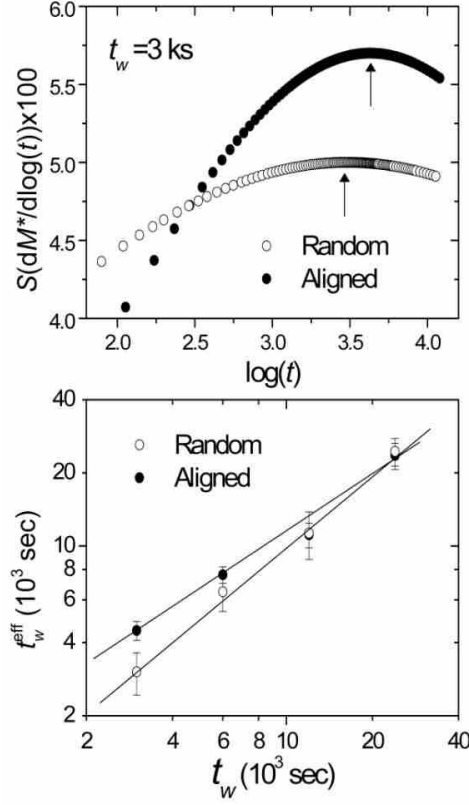 6.0
t_w=3 ks
5.5
S(dM*/dlog(t))x100
5.0
4.5
Random
Aligned
4.0
2.0 2.5 3.0 3.5 4.0
log(t)
40
Random
Aligned
20
t_w^eff (10^3 sec)
10
8
6
4
2
2 4 6 8 10 20 40
t_w (10^3 sec)